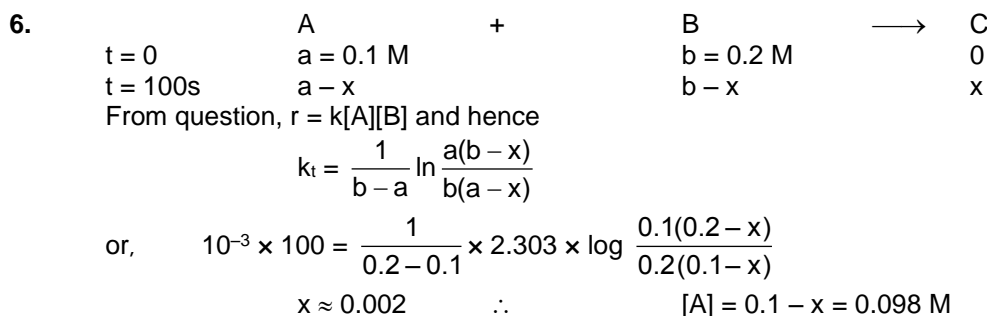 6. A + B ⟶ C
t = 0 a = 0.1 M b = 0.2 M 0
t = 100s a – x b – x x
From question, r = k[A][B] and hence
kₜ = 1/(b – a) ln a(b – x)/b(a – x)
or, 10⁻³ × 100 = 1/(0.2 – 0.1) × 2.303 × log 0.1(0.2 – x)/0.2(0.1 – x)
x ≈ 0.002 ∴ [A] = 0.1 – x = 0.098 M